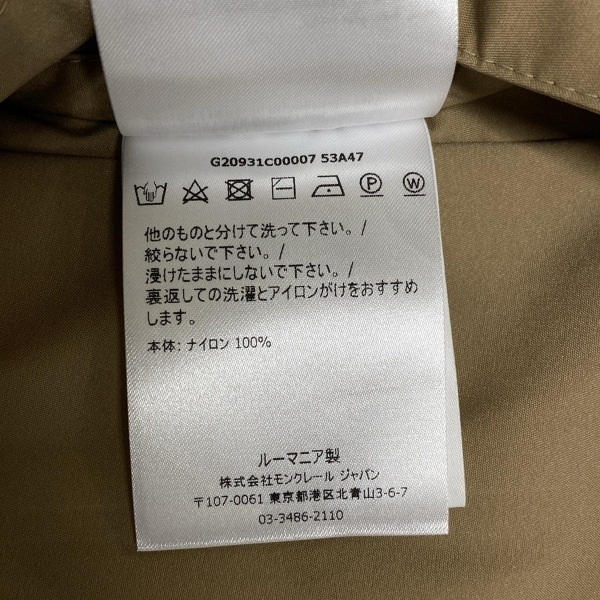 G20931C00007 53A47
P W
他のものと分けて洗って下さい。/
絞らないで下さい。/
浸けたままにしないで下さい。/
裏返しての洗濯とアイロンがけをおすすめ
します。
本体: ナイロン 100%
ルーマニア製
株式会社モンクレール ジャパン
〒107-0061 東京都港区北青山3-6-7
03-3486-2110